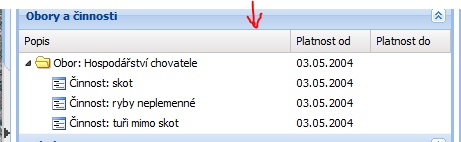 Obory a činnosti
Popis Platnost od Platnost do
Obor: Hospodářství chovatele 03.05.2004
Činnost: skot 03.05.2004
Činnost: ryby neplemenné 03.05.2004
Činnost: tuři mimo skot 03.05.2004